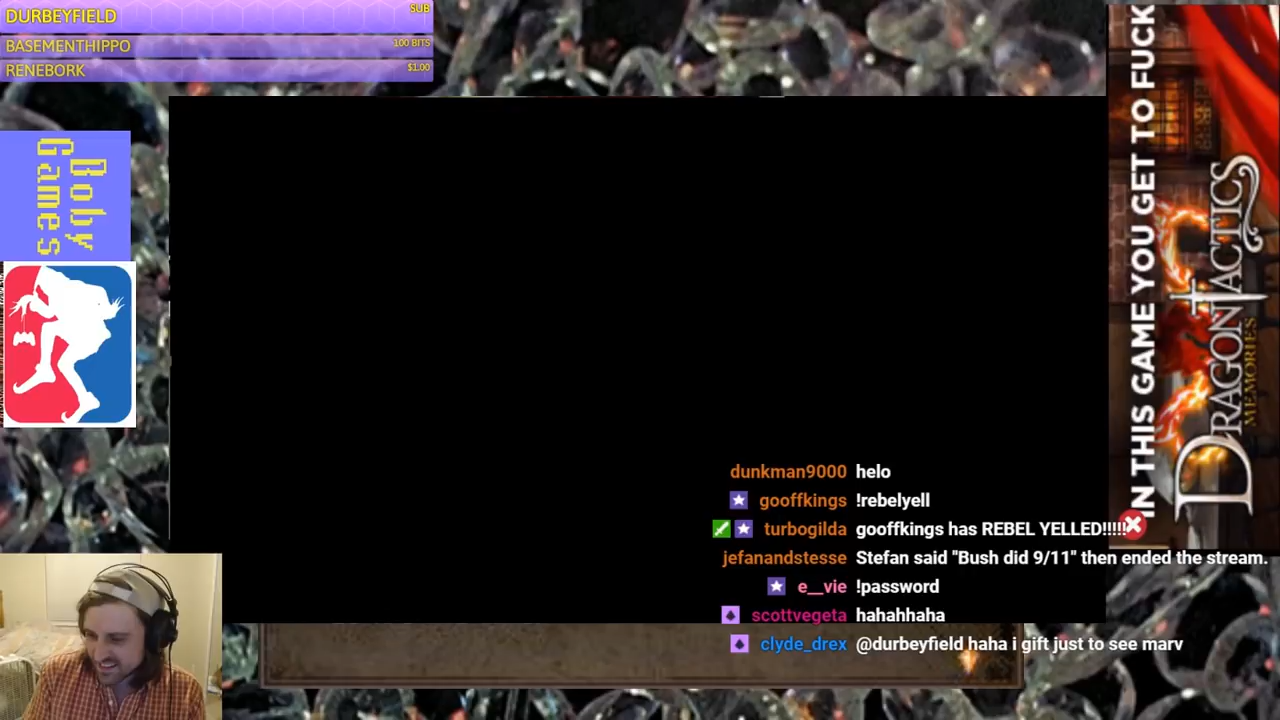 DURBEYFIELD SUB
BASEMENTHIPPO 100 BITS
RENEBORK $1.00
Boby
Games
IN THIS GAME YOU GET TO FUCK
DRAGON TACTICS
MEMORIES
dunkman9000 helo
gooffkings !rebelyell
turbogilda gooffkings has REBEL YELLED!!!!!
jefanandstesse Stefan said "Bush did 9/11" then ended the stream.
e__vie !password
scottvegeta hahahhaha
clyde_drex @durbeyfield haha i gift just to see marv